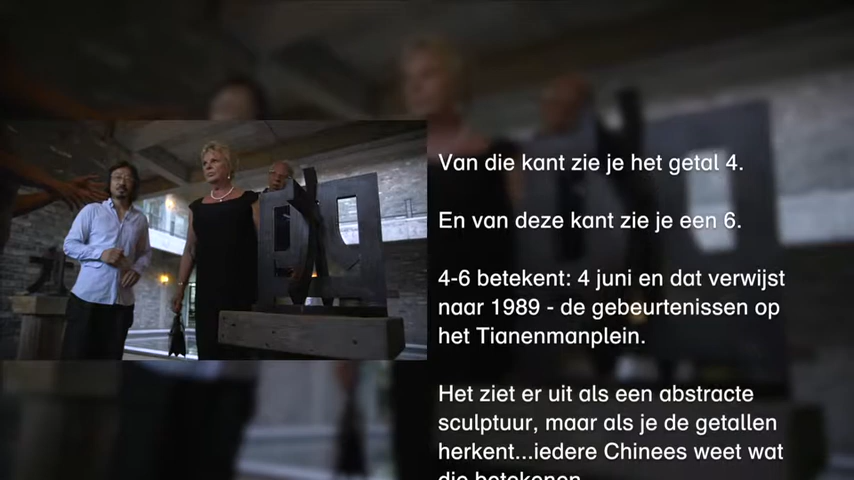 Van die kant zie je het getal 4.
En van deze kant zie je een 6.
4-6 betekent: 4 juni en dat verwijst
naar 1989 - de gebeurtenissen op
het Tianenmanplein.
Het ziet er uit als een abstracte
sculptuur, maar als je de getallen
herkent...iedere Chinees weet wat
die betekenen